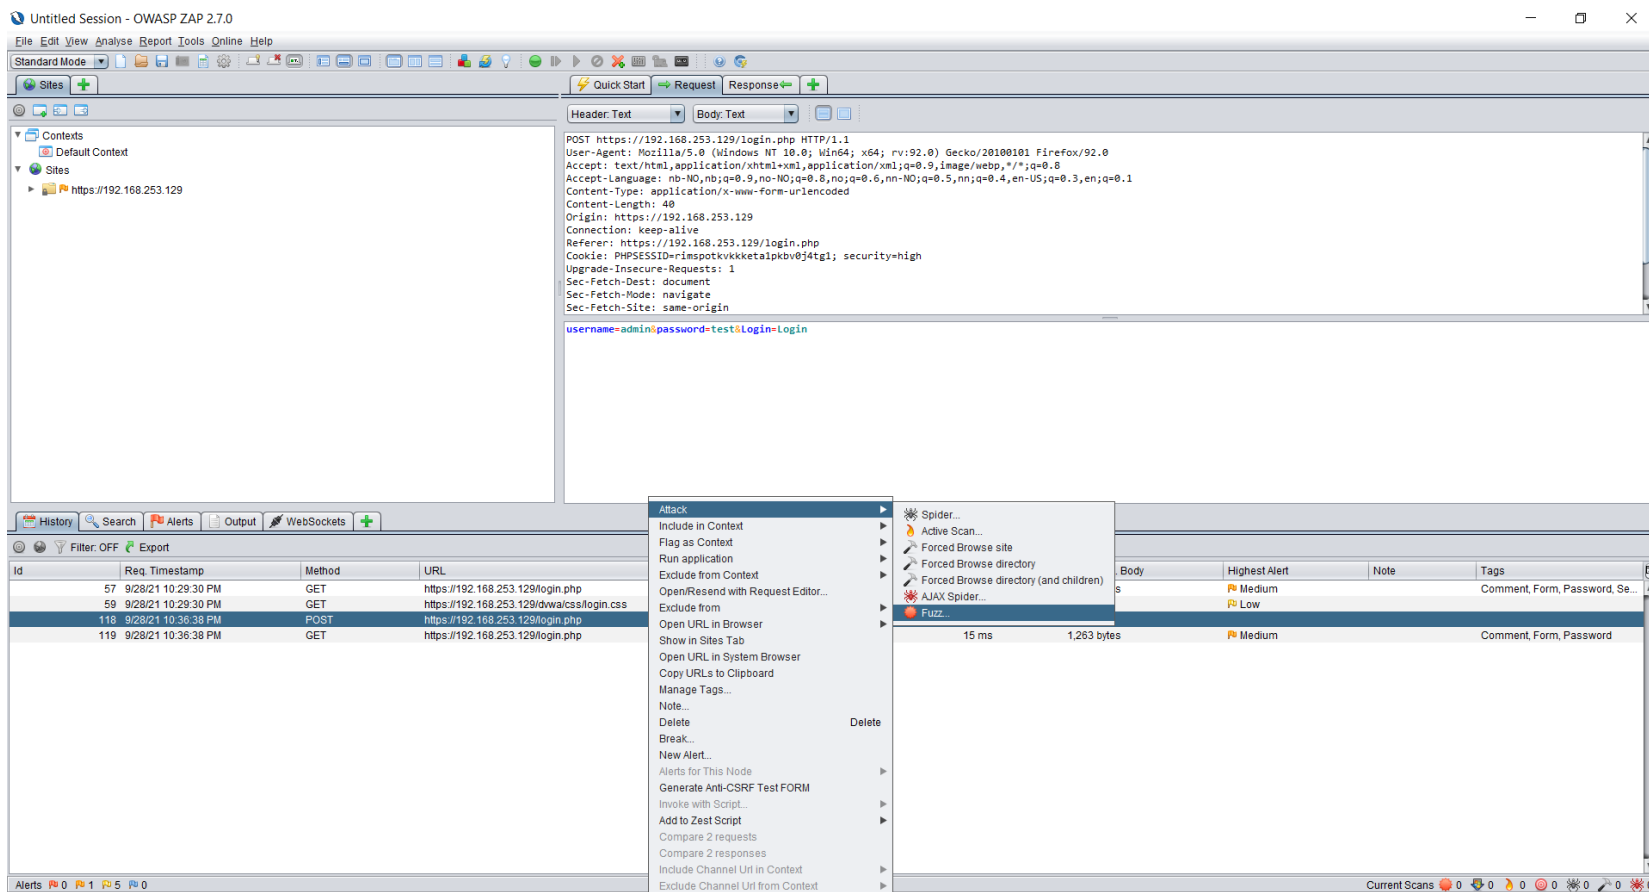 Untitled Session - OWASP ZAP 2.7.0
File Edit View Analyse Report Tools Online Help
Standard Mode
Sites
Quick Start Request Response
Header: Text Body: Text
Contexts
Default Context
Sites
https://192.168.253.129
POST https://192.168.253.129/login.php HTTP/1.1
User-Agent: Mozilla/5.0 (Windows NT 10.0; Win64; x64; rv:92.0) Gecko/20100101 Firefox/92.0
Accept: text/html,application/xhtml+xml,application/xml;q=0.9,image/webp,*/*;q=0.8
Accept-Language: nb-NO,nb;q=0.9,no-NO;q=0.8,no;q=0.6,nn-NO;q=0.5,nn;q=0.4,en-US;q=0.3,en;q=0.1
Content-Type: application/x-www-form-urlencoded
Content-Length: 40
Origin: https://192.168.253.129
Connection: keep-alive
Referer: https://192.168.253.129/login.php
Cookie: PHPSESSID=rimspotkvkkketa1pkbv0j4tg1; security=high
Upgrade-Insecure-Requests: 1
Sec-Fetch-Dest: document
Sec-Fetch-Mode: navigate
Sec-Fetch-Site: same-origin
username=admin&password=test&Login=Login
History Search Alerts Output WebSockets
Filter: OFF Export
Id Req. Timestamp Method URL . Body Highest Alert Note Tags
57 9/28/21 10:29:30 PM GET https://192.168.253.129/login.php s Medium Comment, Form, Password, Se...
59 9/28/21 10:29:30 PM GET https://192.168.253.129/dvwa/css/login.css Low
118 9/28/21 10:36:38 PM POST https://192.168.253.129/login.php
119 9/28/21 10:36:38 PM GET https://192.168.253.129/login.php 15 ms 1,263 bytes Medium Comment, Form, Password
Attack
Include in Context
Flag as Context
Run application
Exclude from Context
Open/Resend with Request Editor...
Exclude from
Open URL in Browser
Show in Sites Tab
Open URL in System Browser
Copy URLs to Clipboard
Manage Tags...
Note...
Delete Delete
Break...
New Alert...
Alerts for This Node
Generate Anti-CSRF Test FORM
Invoke with Script...
Add to Zest Script
Compare 2 requests
Compare 2 responses
Include Channel Url in Context
Exclude Channel Url from Context
Spider...
Active Scan...
Forced Browse site
Forced Browse directory
Forced Browse directory (and children)
AJAX Spider...
Fuzz...
Alerts 0 1 5 0
Current Scans 0 0 0 0 0 0